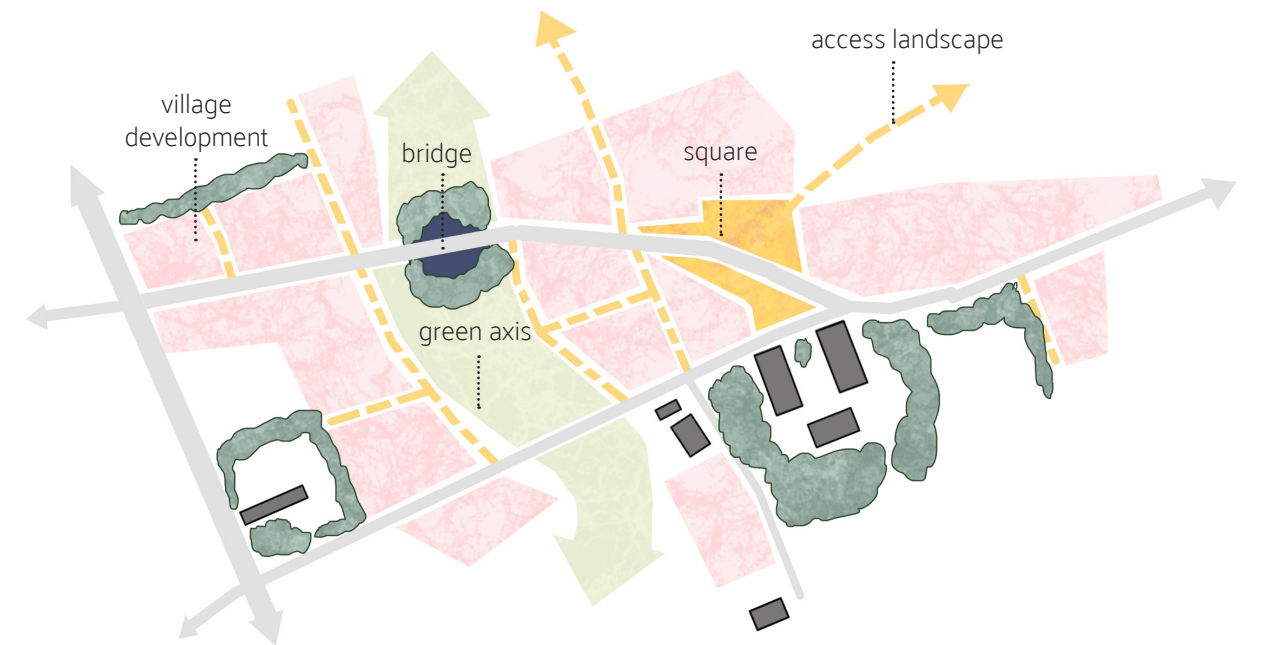 access landscape
village
development
bridge
square
green axis